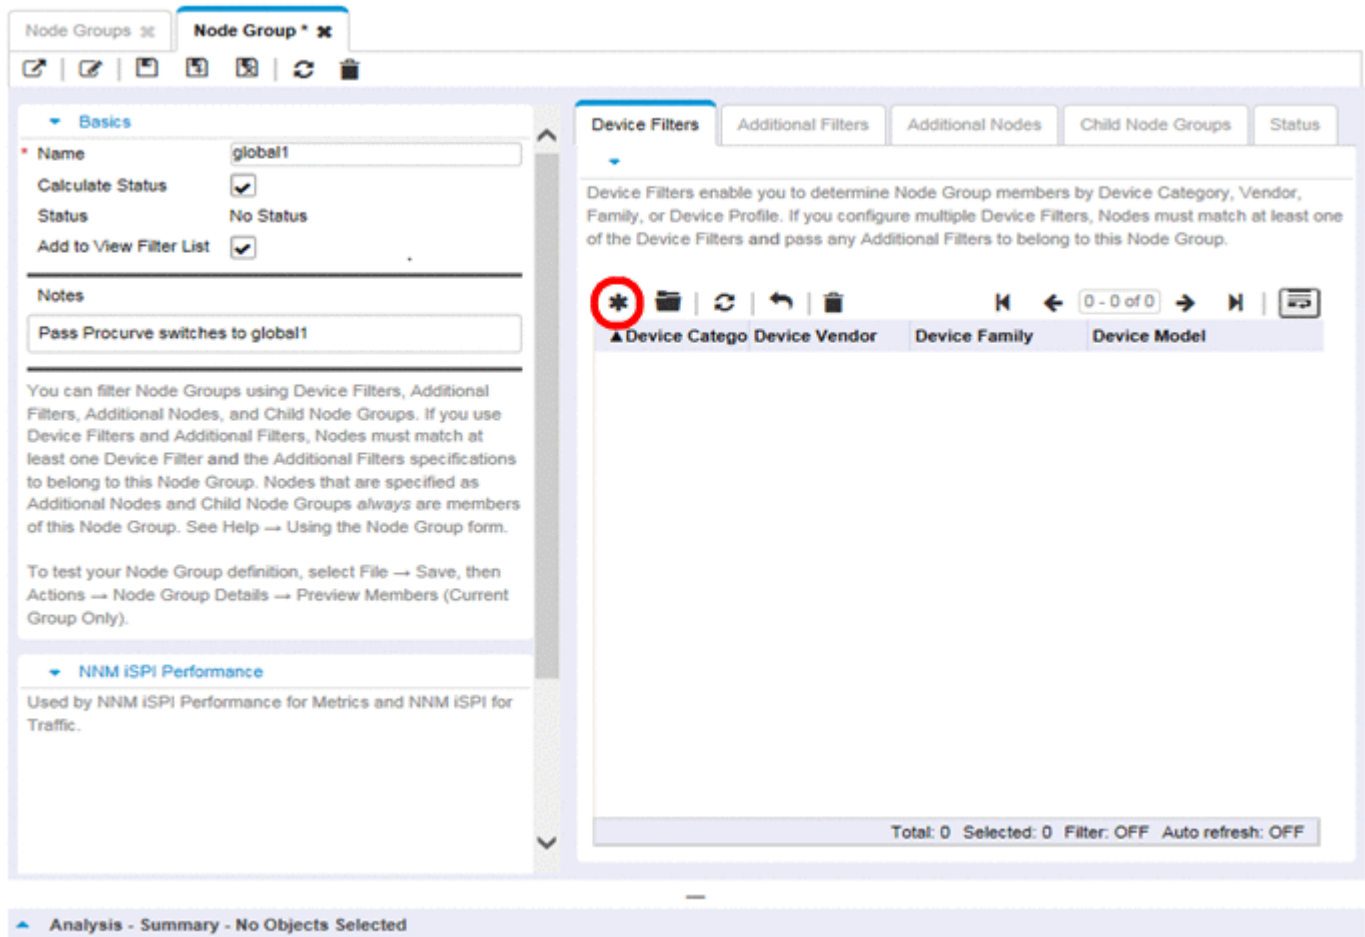 Node Groups
Node Group *
Basics
* Name
global1
Calculate Status
Status
No Status
Add to View Filter List
Notes
Pass Procurve switches to global1
You can filter Node Groups using Device Filters, Additional
Filters, Additional Nodes, and Child Node Groups. If you use
Device Filters and Additional Filters, Nodes must match at
least one Device Filter and the Additional Filters specifications
to belong to this Node Group. Nodes that are specified as
Additional Nodes and Child Node Groups always are members
of this Node Group. See Help → Using the Node Group form.
To test your Node Group definition, select File → Save, then
Actions → Node Group Details → Preview Members (Current
Group Only).
NNM iSPI Performance
Used by NNM iSPI Performance for Metrics and NNM iSPI for
Traffic.
Device Filters
Additional Filters
Additional Nodes
Child Node Groups
Status
Device Filters enable you to determine Node Group members by Device Category, Vendor,
Family, or Device Profile. If you configure multiple Device Filters, Nodes must match at least one
of the Device Filters and pass any Additional Filters to belong to this Node Group.
0 - 0 of 0
▲Device Catego Device Vendor Device Family Device Model
Total: 0 Selected: 0 Filter: OFF Auto refresh: OFF
Analysis - Summary - No Objects Selected